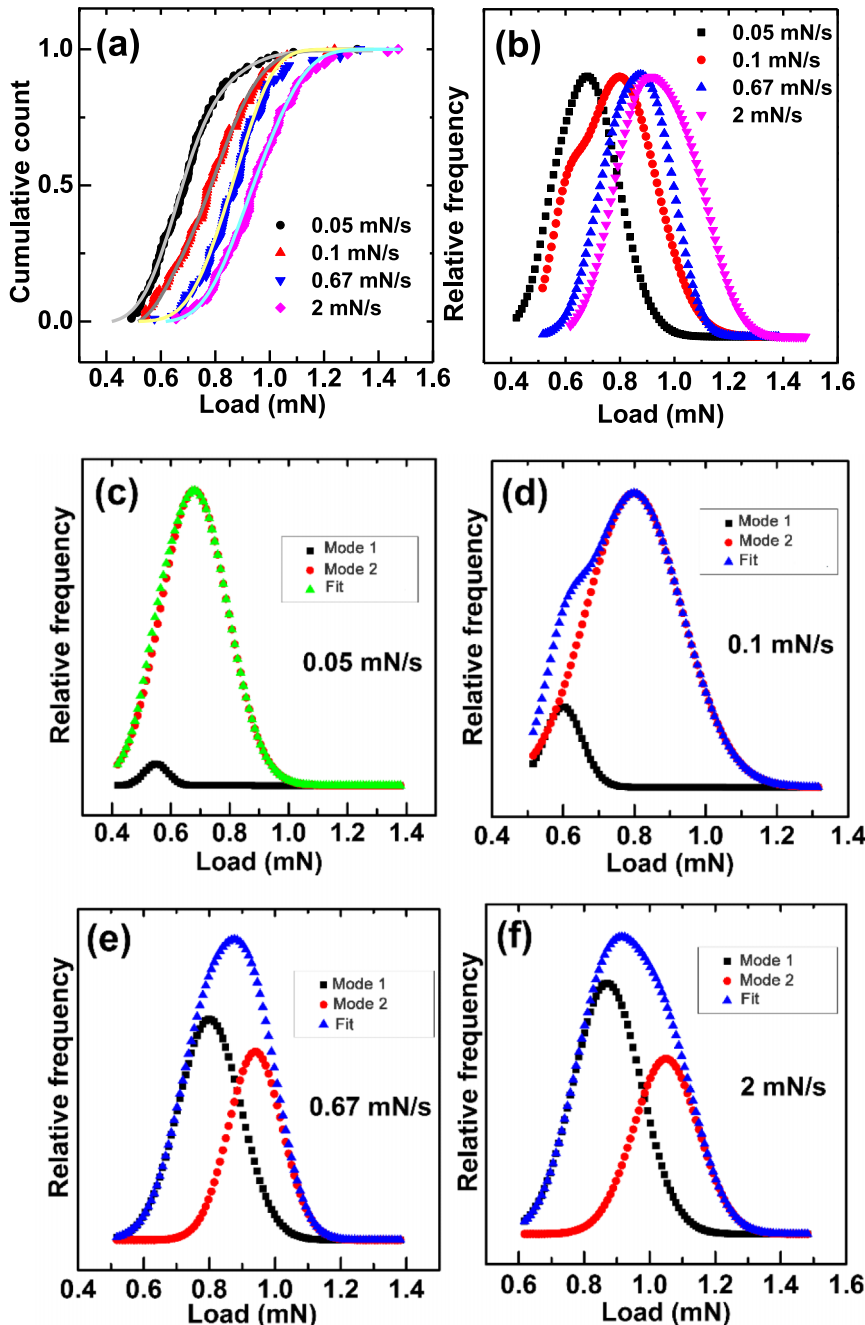 (a)
Cumulative count
1.0
0.5
0.0
0.05 mN/s
0.1 mN/s
0.67 mN/s
2 mN/s
0.4 0.6 0.8 1.0 1.2 1.4 1.6
Load (mN)
(b)
Relative frequency
0.05 mN/s
0.1 mN/s
0.67 mN/s
2 mN/s
0.4 0.6 0.8 1.0 1.2 1.4 1.6
Load (mN)
(c)
Relative frequency
Mode 1
Mode 2
Fit
0.05 mN/s
0.4 0.6 0.8 1.0 1.2 1.4
Load (mN)
(d)
Relative frequency
Mode 1
Mode 2
Fit
0.1 mN/s
0.4 0.6 0.8 1.0 1.2 1.4
Load (mN)
(e)
Relative frequency
Mode 1
Mode 2
Fit
0.67 mN/s
0.4 0.6 0.8 1.0 1.2 1.4
Load (mN)
(f)
Relative frequency
Mode 1
Mode 2
Fit
2 mN/s
0.6 0.8 1.0 1.2 1.4 1.6
Load (mN)